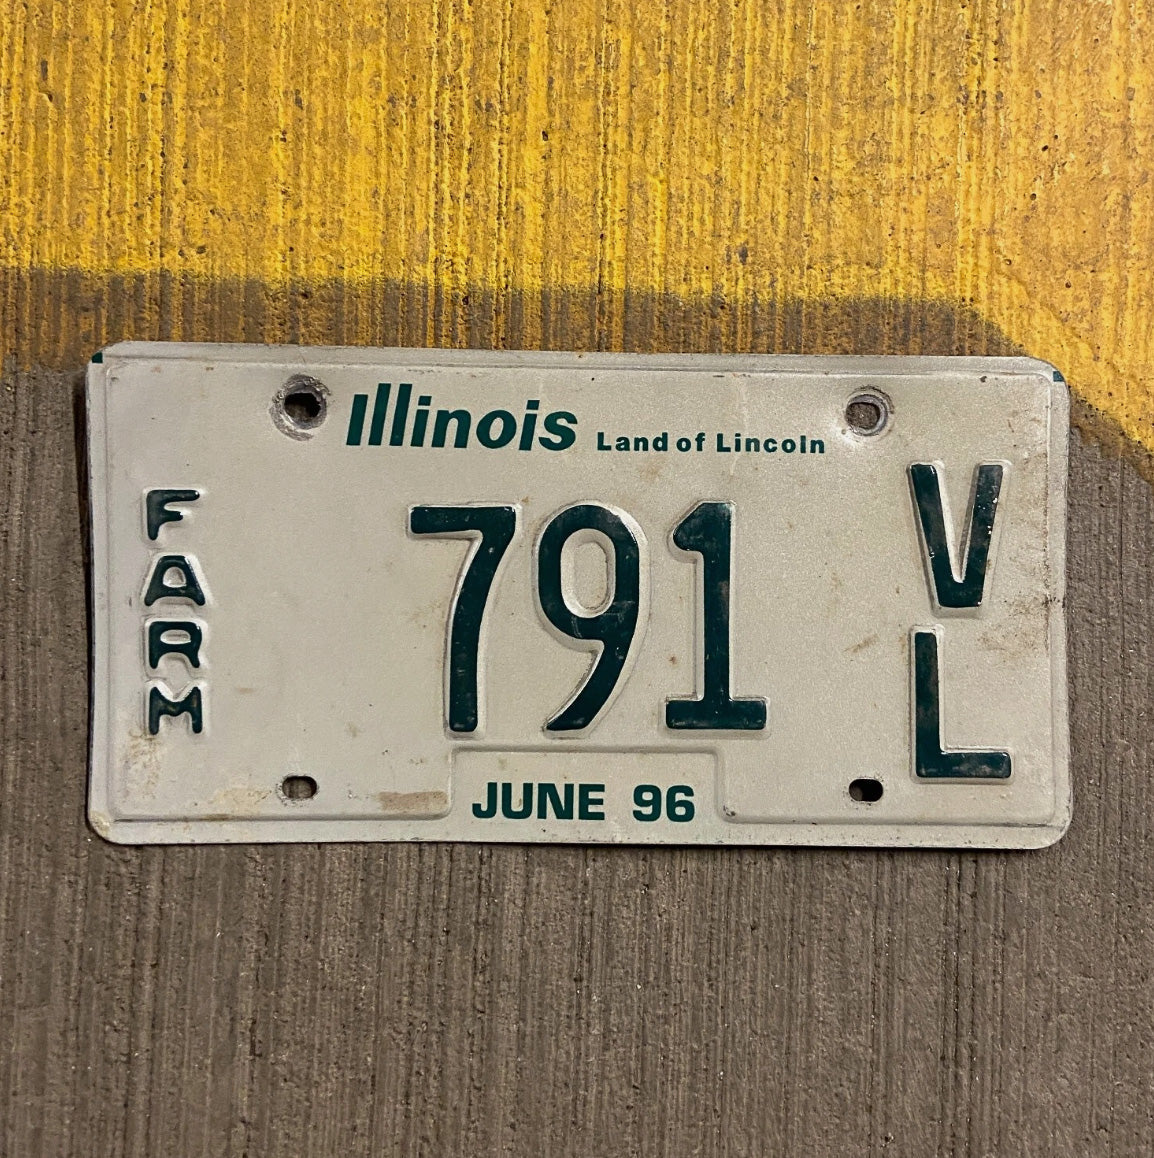 Illinois Land of Lincoln
FARM
791
VL
JUNE 96